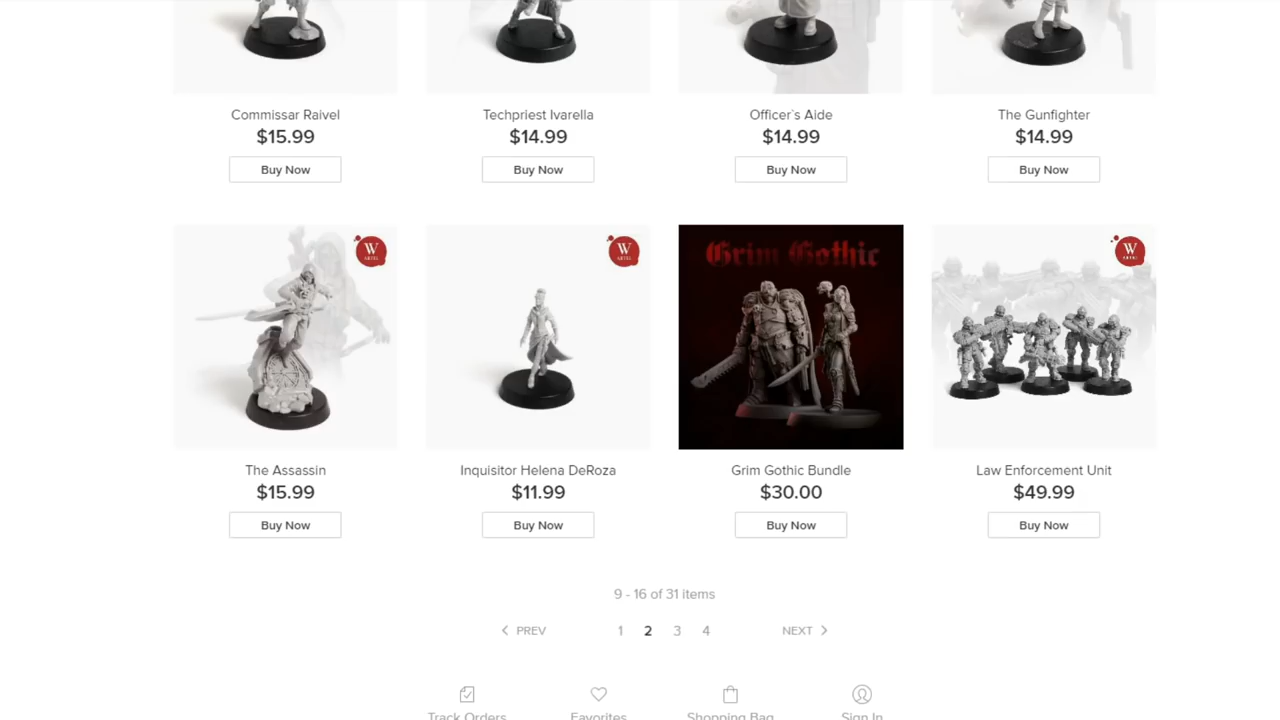 Commissar Raivel
Techpriest Ivarella
Officer`s Aide
The Gunfighter
$15.99
$14.99
$14.99
$14.99
Buy Now
Buy Now
Buy Now
Buy Now
W
ARTEL
W
ARTEL
Grim Gothic
W
ARTEL
The Assassin
Inquisitor Helena DeRoza
Grim Gothic Bundle
Law Enforcement Unit
$15.99
$11.99
$30.00
$49.99
Buy Now
Buy Now
Buy Now
Buy Now
9 - 16 of 31 items
PREV 1 2 3 4 NEXT
Track Orders
Favorites
Shopping Bag
Sign In